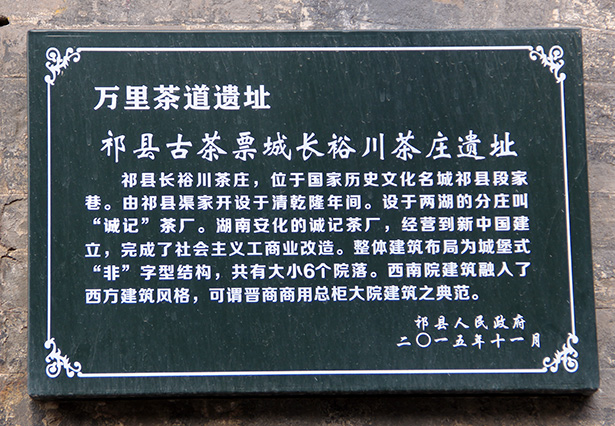 万里茶道遗址
祁县古茶票城长裕川茶庄遗址
祁县长裕川茶庄，位于国家历史文化名城祁县段家
巷。由祁县渠家开设于清乾隆年间。设于两湖的分庄叫
“诚记”茶厂。湖南安化的诚记茶厂，经营到新中国建
立，完成了社会主义工商业改造。整体建筑布局为城堡式
“非”字型结构，共有大小6个院落。西南院建筑融入了
西方建筑风格，可谓晋商商用总柜大院建筑之典范。
祁县人民政府
二〇一五年十一月